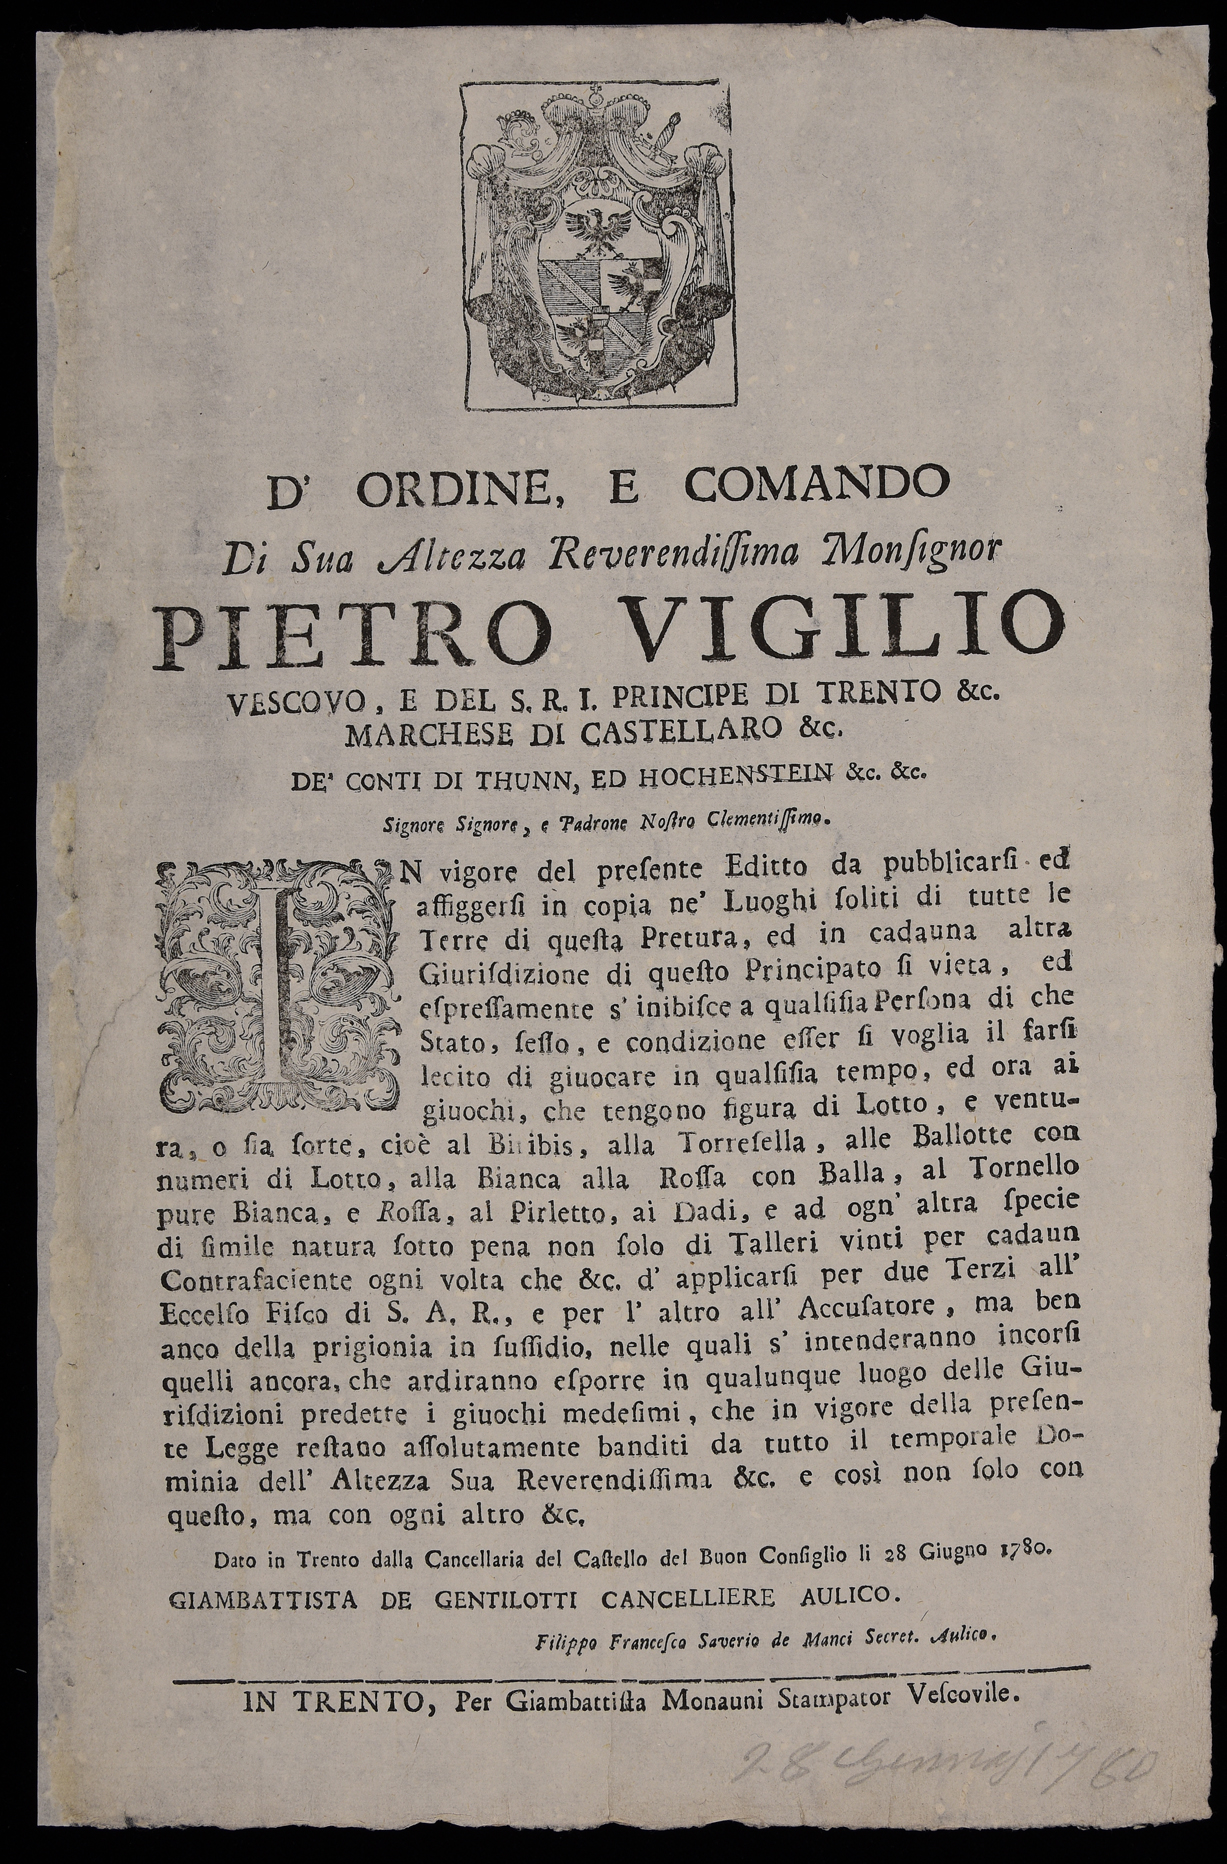 D' ORDINE, E COMANDO
Di Sua Altezza Reverendiſſima Monſignor
PIETRO VIGILIO
VESCOVO, E DEL S. R. I. PRINCIPE DI TRENTO &c.
MARCHESE DI CASTELLARO &c.
DE' CONTI DI THUNN, ED HOCHENSTEIN &c. &c.
Signore Signore, e Padrone Noſtro Clementiſſimo.
IN vigore del preſente Editto da pubblicarſi ed
affiggerſi in copia ne' Luoghi ſoliti di tutte le
Terre di queſta Pretura, ed in cadauna altra
Giuriſdizione di queſto Principato ſi vieta, ed
eſpreſſamente s' inibiſce a qualſiſia Perſona di che
Stato, ſeſſo, e condizione eſſer ſi voglia il farſi
lecito di giuocare in qualſiſia tempo, ed ora ai
giuochi, che tengono figura di Lotto, e ventu-
ra, o ſia ſorte, cioè al Biribis, alla Torreſella, alle Ballotte con
numeri di Lotto, alla Bianca alla Roſſa con Balla, al Tornello
pure Bianca, e Roſſa, al Pirletto, ai Dadi, e ad ogn' altra ſpecie
di ſimile natura ſotto pena non ſolo di Talleri vinti per cadaun
Contrafaciente ogni volta che &c. d' applicarſi per due Terzi all'
Eccelſo Fiſco di S. A. R., e per l' altro all' Accuſatore, ma ben
anco della prigionia in ſuſſidio, nelle quali s' intenderanno incorſi
quelli ancora, che ardiranno eſporre in qualunque luogo delle Giu-
riſdizioni predette i giuochi medeſimi, che in vigore della preſen-
te Legge reſtano aſſolutamente banditi da tutto il temporale Do-
minia dell' Altezza Sua Reverendiſſima &c. e così non ſolo con
queſto, ma con ogni altro &c.
Dato in Trento dalla Cancellaria del Caſtello del Buon Conſiglio li 28 Giugno 1780.
GIAMBATTISTA DE GENTILOTTI CANCELLIERE AULICO.
Filippo Franceſco Saverio de Manci Secret. Aulico.
IN TRENTO, Per Giambattiſta Monauni Stampator Veſcovile.
28 1780